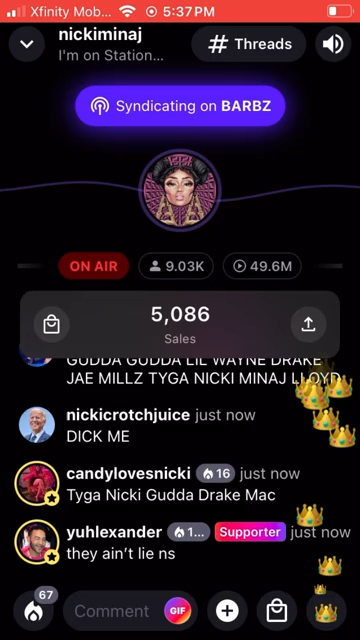 Xfinity Mob... 5:37PM
nickiminaj
I'm on Station...
# Threads
Syndicating on BARBZ
ON AIR
9.03K
49.6M
5,086
Sales
GUDDA GUDDA LIL WAYNE DRAKE
JAE MILLZ TYGA NICKI MINAJ LLOYD
nickicrotchjuice just now
DICK ME
candylovesnicki 16 just now
Tyga Nicki Gudda Drake Mac
yuhlexander 1... Supporter just now
they ain’t lie ns
67
Comment GIF